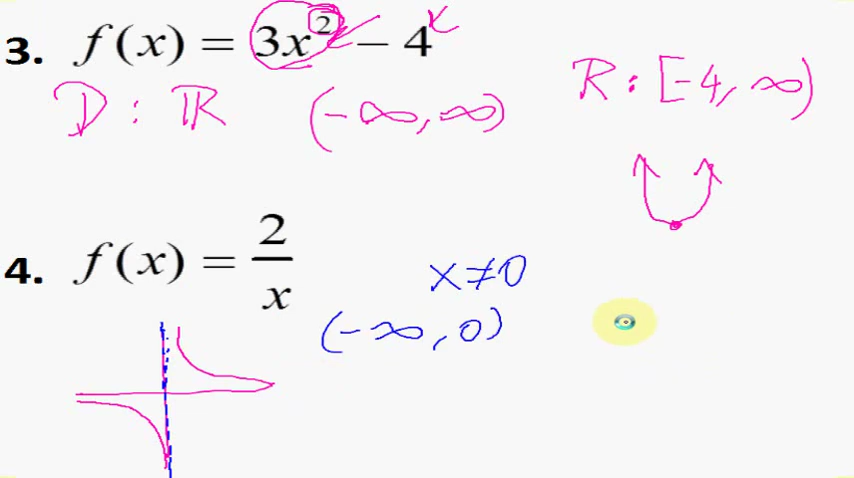 3. f(x) = 3x² − 4
D : ℝ (-∞, ∞) R : [-4, ∞)
4. f(x) = 2/x
x ≠ 0
(-∞, 0)